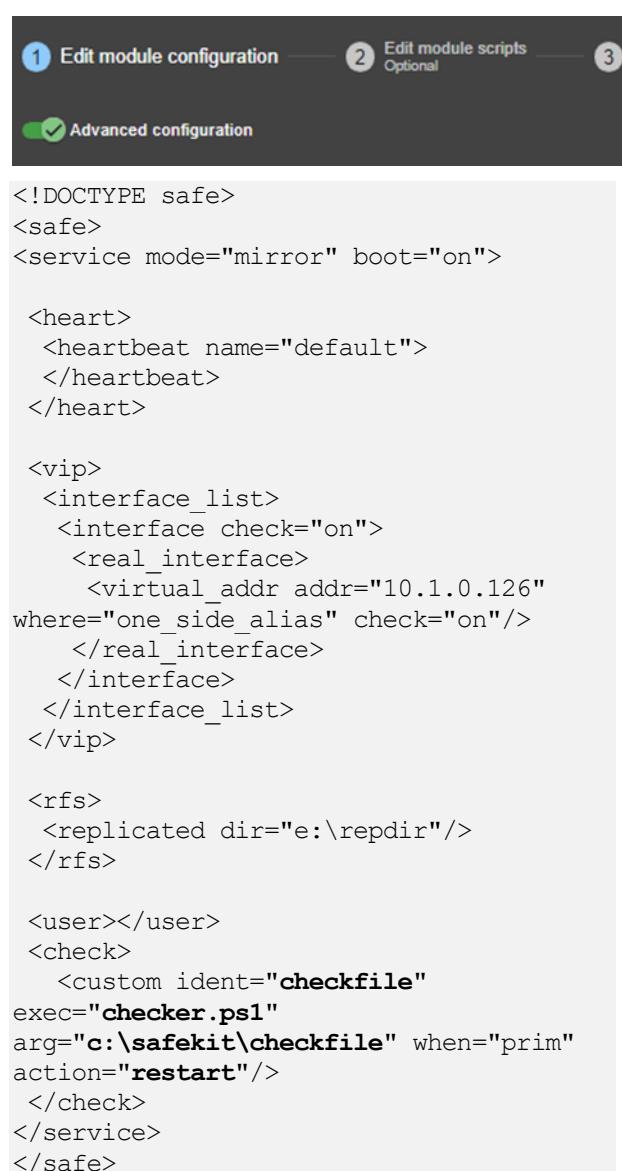 1 Edit module configuration 2 Edit module scripts 3
Optional
Advanced configuration
<!DOCTYPE safe>
<safe>
<service mode="mirror" boot="on">
<heart>
<heartbeat name="default">
</heartbeat>
</heart>
<vip>
<interface_list>
<interface check="on">
<real_interface>
<virtual_addr addr="10.1.0.126"
where="one_side_alias" check="on"/>
</real_interface>
</interface>
</interface_list>
</vip>
<rfs>
<replicated dir="e:\repdir"/>
</rfs>
<user></user>
<check>
<custom ident="checkfile"
exec="checker.ps1"
arg="c:\safekit\checkfile" when="prim"
action="restart"/>
</check>
</service>
</safe>